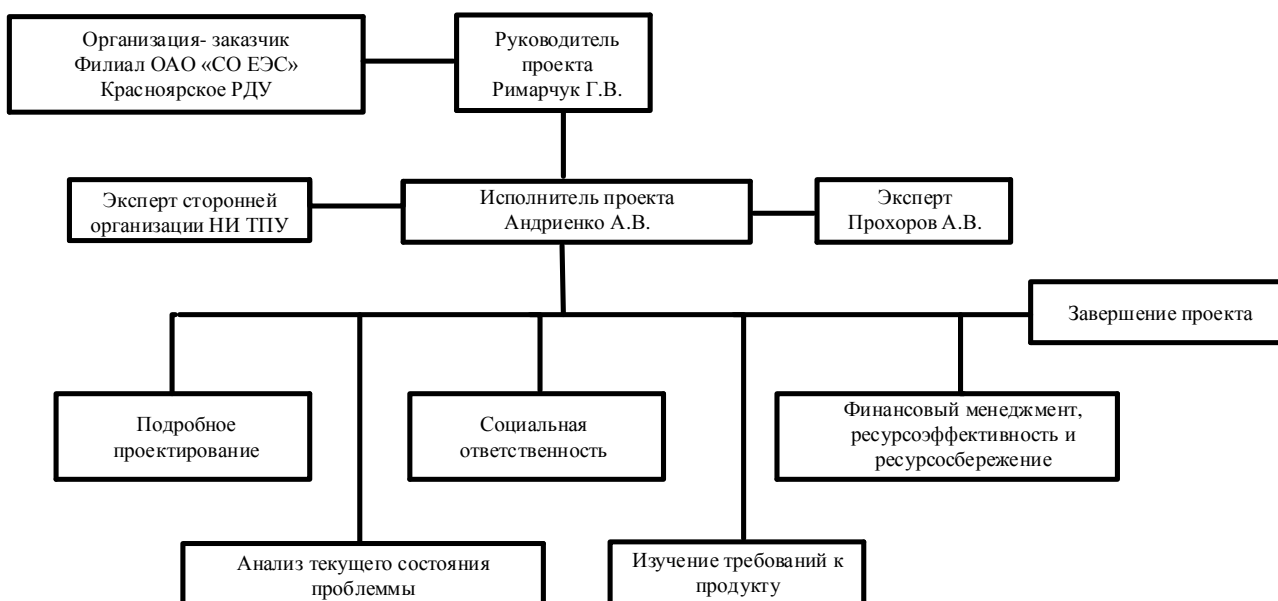 Организация- заказчик
Филиал ОАО «СО ЕЭС»
Красноярское РДУ
Руководитель
проекта
Римарчук Г.В.
Эксперт сторонней
организации НИ ТПУ
Исполнитель проекта
Андриенко А.В.
Эксперт
Прохоров А.В.
Завершение проекта
Подробное
проектирование
Социальная
ответственность
Финансовый менеджмент,
ресурсоэффективность и
ресурсосбережение
Анализ текущего состояния
проблеммы
Изучение требований к
продукту